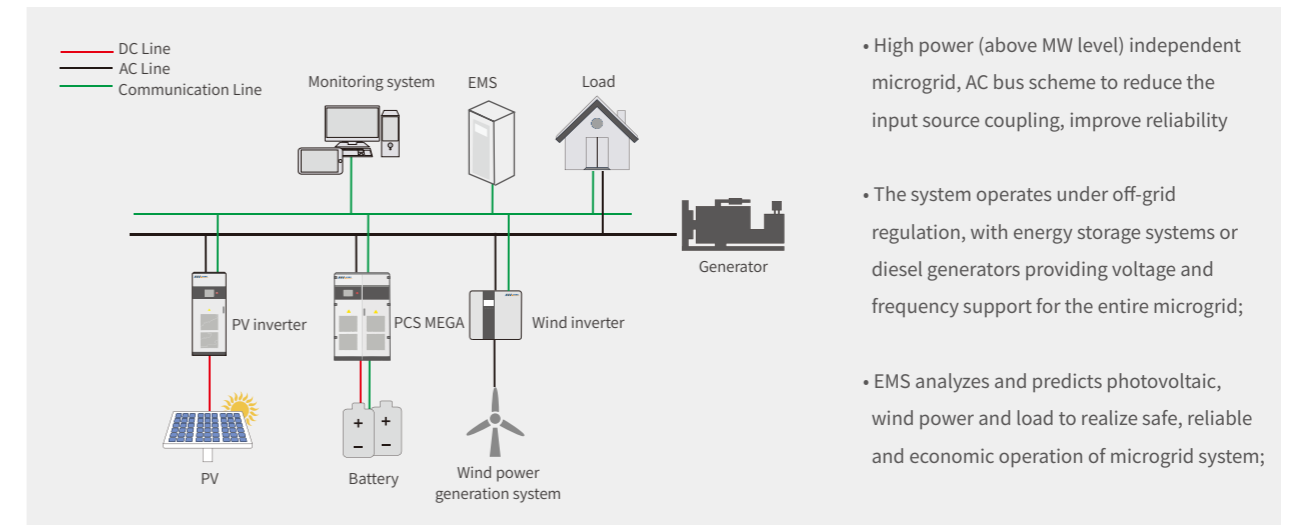 DC Line
AC Line
Communication Line
Monitoring system
EMS
Load
Generator
PV inverter
PCS MEGA
Wind inverter
PV
Battery
Wind power
generation system
• High power (above MW level) independent
microgrid, AC bus scheme to reduce the
input source coupling, improve reliability
• The system operates under off-grid
regulation, with energy storage systems or
diesel generators providing voltage and
frequency support for the entire microgrid;
• EMS analyzes and predicts photovoltaic,
wind power and load to realize safe, reliable
and economic operation of microgrid system;